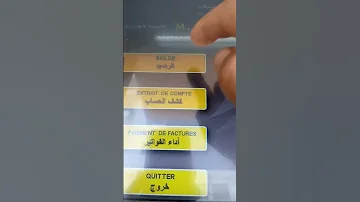 SOLDE
الرصيد
EXTRAIT DE COMPTE
كشف الحساب
PAIEMENT DE FACTURES
أداء الفواتير
QUITTER
خروج